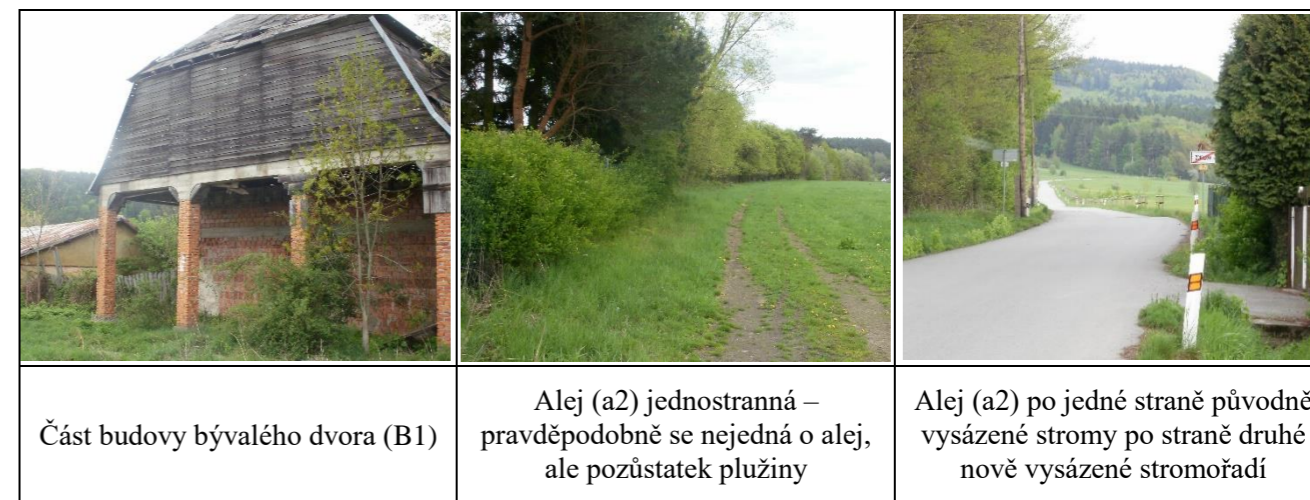 Část budovy bývalého dvora (B1)
Alej (a2) jednostranná –
pravděpodobně se nejedná o alej,
ale pozůstatek plužiny
Alej (a2) po jedné straně původně
vysázené stromy po straně druhé
nově vysázené stromořadí